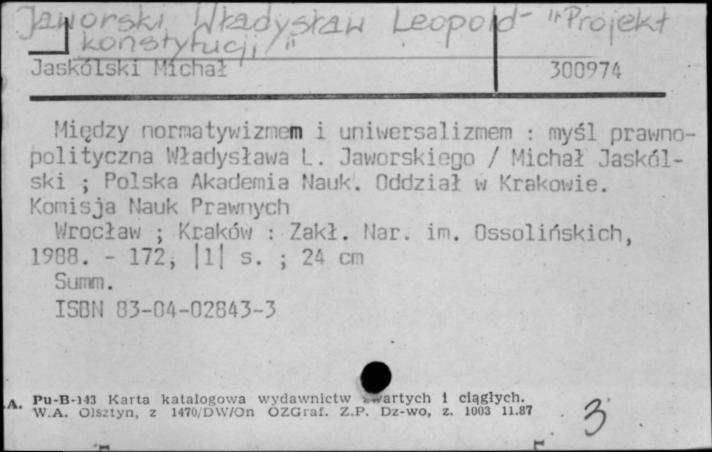 Jaworski Władysław Leopold - "Projekt
konstytucji"
Jaskólski Michał 300974
Między normatywizmem i uniwersalizmem : myśl prawno-
polityczna Władysława L. Jaworskiego / Michał Jaskól-
ski ; Polska Akademia Nauk. Oddział w Krakowie.
Komisja Nauk Prawnych
Wrocław ; Kraków : Zakł. Nar. im. Ossolińskich,
1988. - 172, |1| s. ; 24 cm
Summ.
ISBN 83-04-02843-3
A. Pu-B-143 Karta katalogowa wydawnictw zwartych i ciągłych.
W.A. Olsztyn, z 1470/DW/On OZGraf. Z.P. Dz-wo, z. 1003 11.87
3